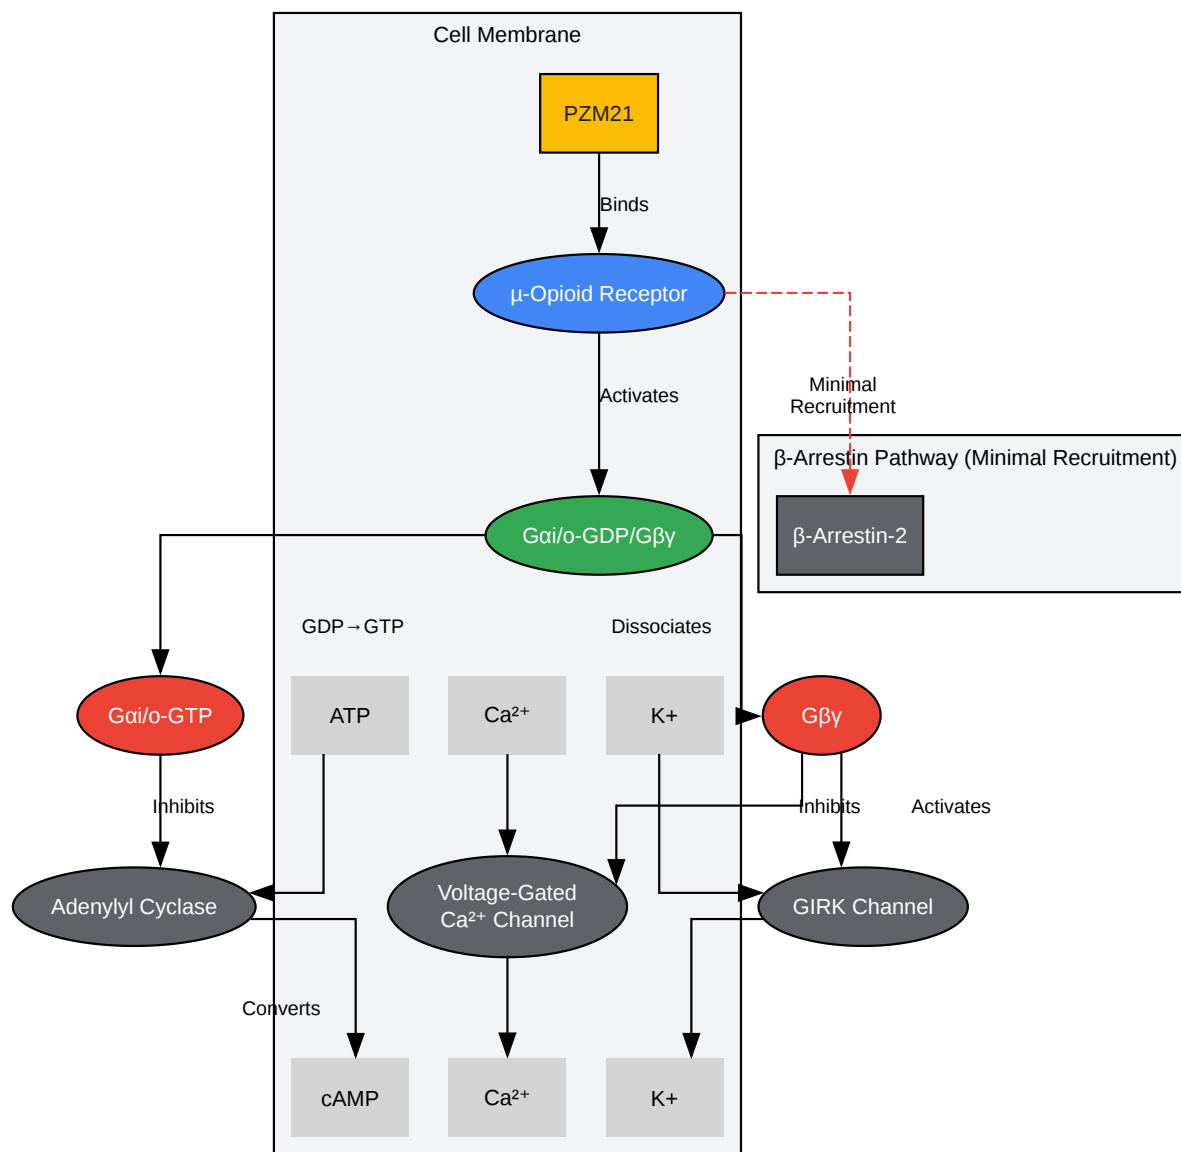 Cell Membrane
PZM21
Binds
µ-Opioid Receptor
Activates
Minimal
Recruitment
β-Arrestin Pathway (Minimal Recruitment)
Gαi/o-GDP/Gβγ
β-Arrestin-2
GDP→GTP
Dissociates
Gαi/o-GTP
ATP
Ca²⁺
K+
Gβγ
Inhibits
Inhibits
Activates
Adenylyl Cyclase
Voltage-Gated
Ca²⁺ Channel
GIRK Channel
Converts
cAMP
Ca²⁺
K+